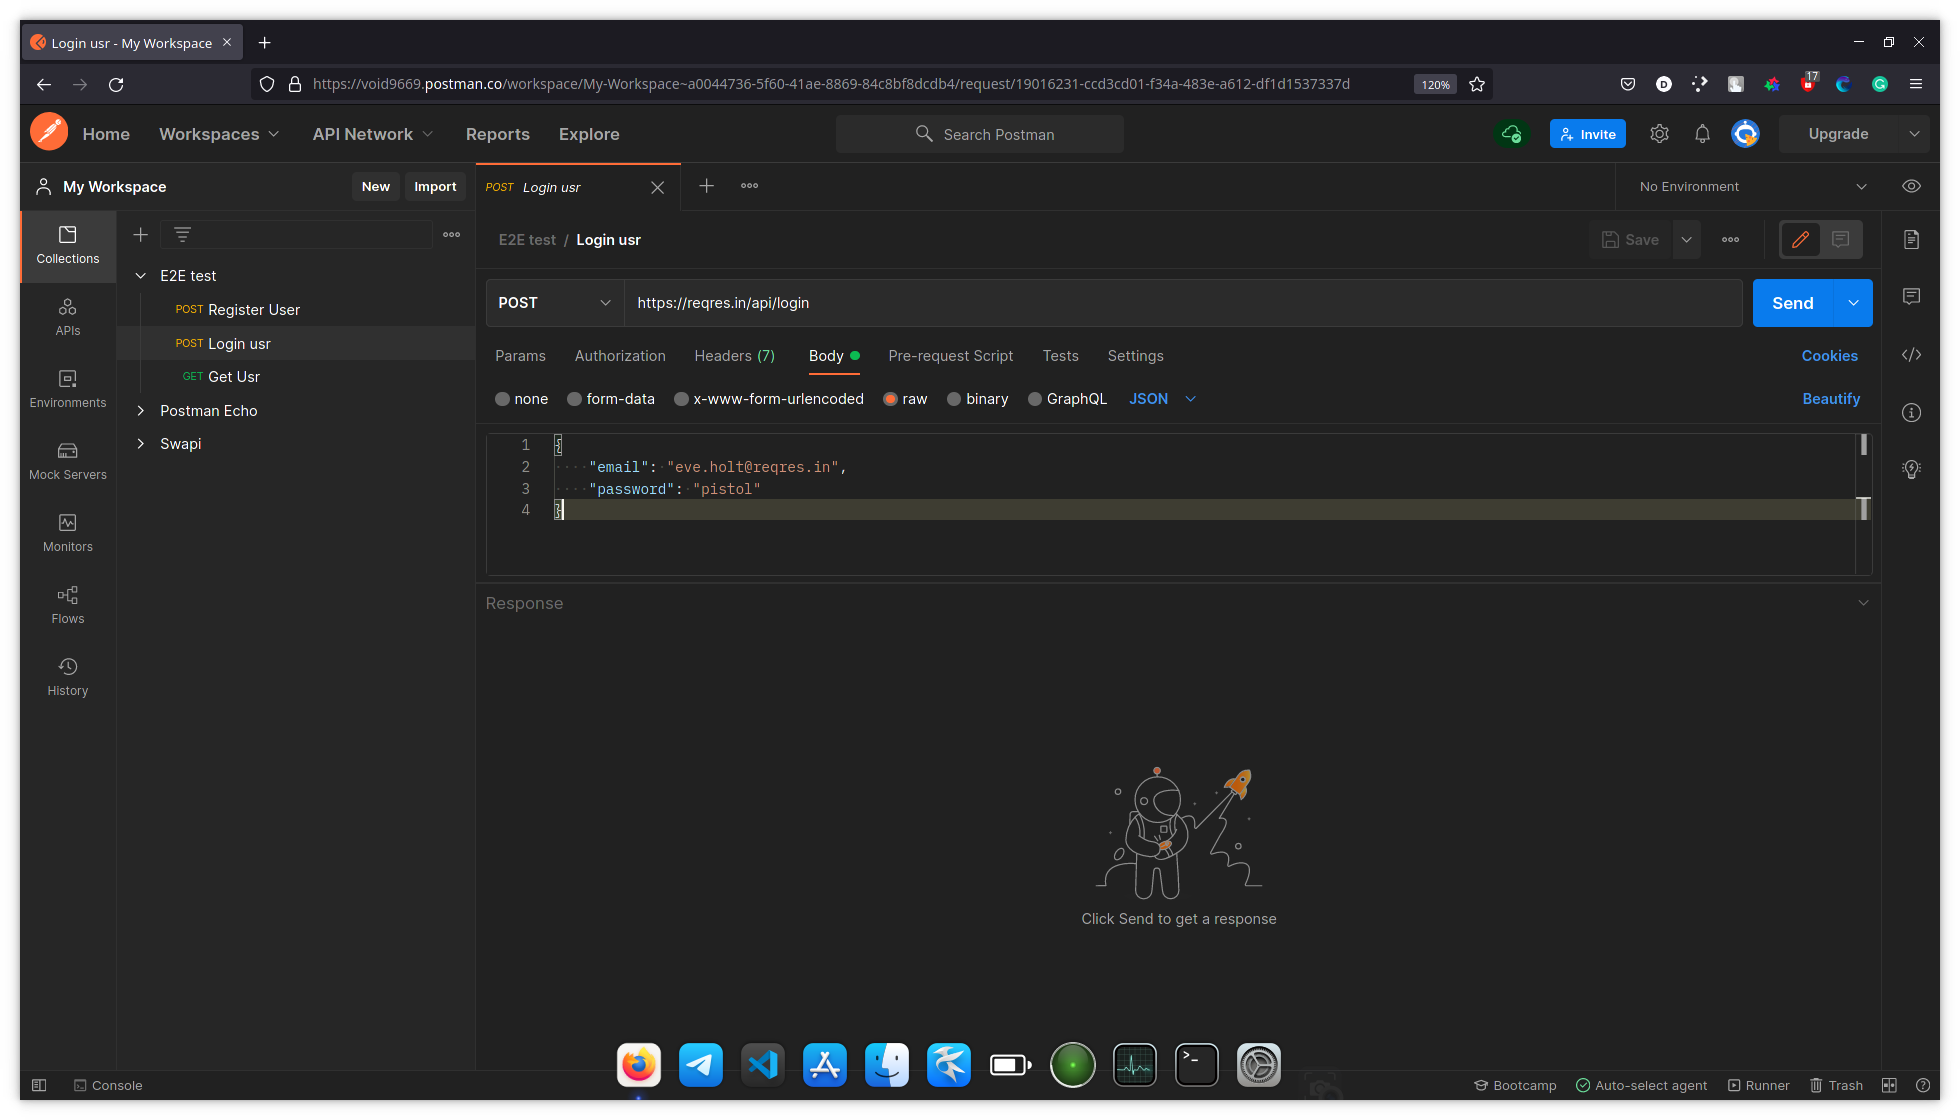 Login usr - My Workspace
https://void9669.postman.co/workspace/My-Workspace~a0044736-5f60-41ae-8869-84c8bf8dcdb4/request/19016231-ccd3cd01-f34a-483e-a612-df1d1537337d
120%
17
Home
Workspaces
API Network
Reports
Explore
Search Postman
Invite
Upgrade
My Workspace
New
Import
POST Login usr
No Environment
Collections
APIs
Environments
Mock Servers
Monitors
Flows
History
E2E test
POST Register User
POST Login usr
GET Get Usr
Postman Echo
Swapi
E2E test / Login usr
Save
POST
https://reqres.in/api/login
Send
Params
Authorization
Headers (7)
Body
Pre-request Script
Tests
Settings
Cookies
none
form-data
x-www-form-urlencoded
raw
binary
GraphQL
JSON
Beautify
1 {
2 "email": "eve.holt@reqres.in",
3 "password": "pistol"
4 }
Response
Click Send to get a response
Console
Bootcamp
Auto-select agent
Runner
Trash